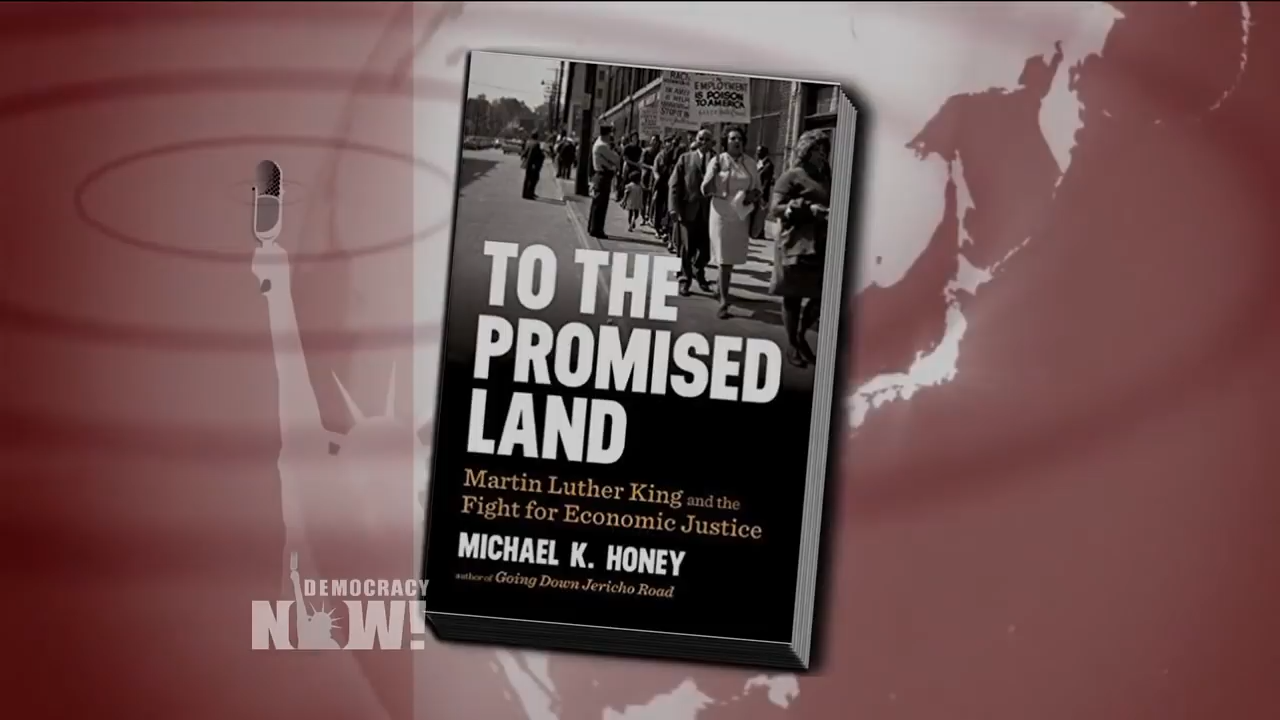 EMPLOYMENT
IS POISON
TO AMERICA
TO THE
PROMISED
LAND
Martin Luther King and the
Fight for Economic Justice
MICHAEL K. HONEY
author of Going Down Jericho Road
DEMOCRACY
NOW!